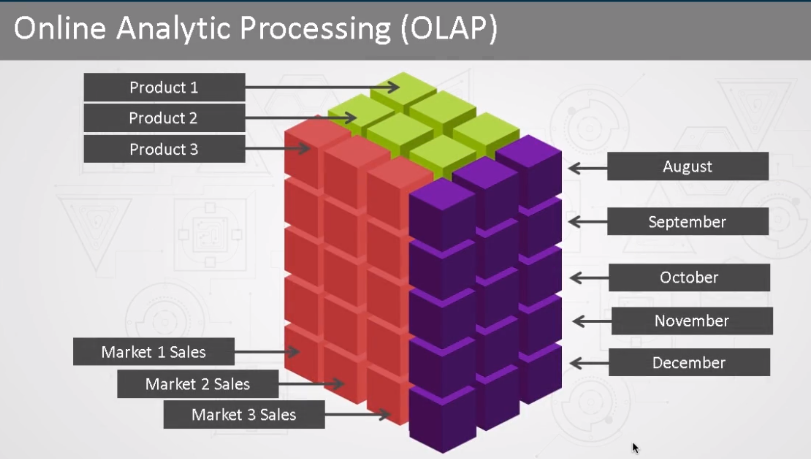 Online Analytic Processing (OLAP)
Product 1
Product 2
Product 3
August
September
October
November
December
Market 1 Sales
Market 2 Sales
Market 3 Sales